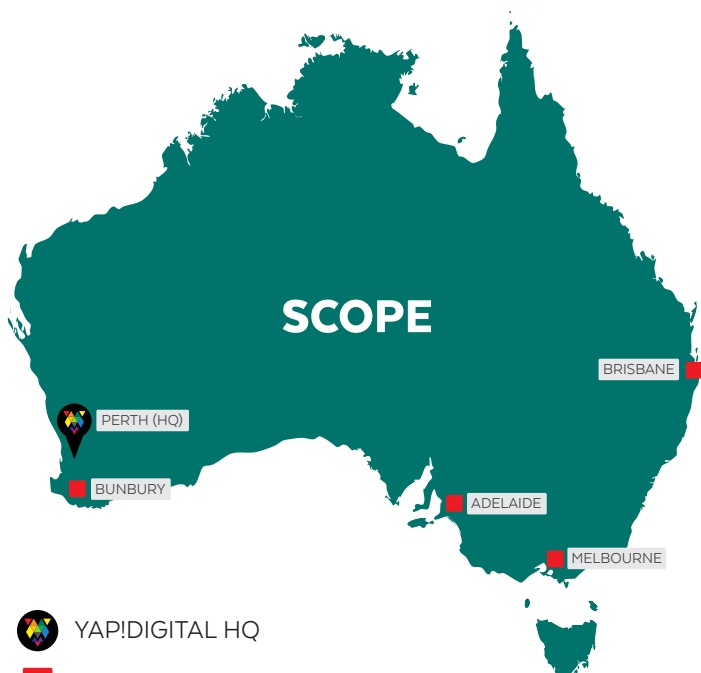 SCOPE
BRISBANE
PERTH (HQ)
BUNBURY
ADELAIDE
MELBOURNE
YAP!DIGITAL HQ